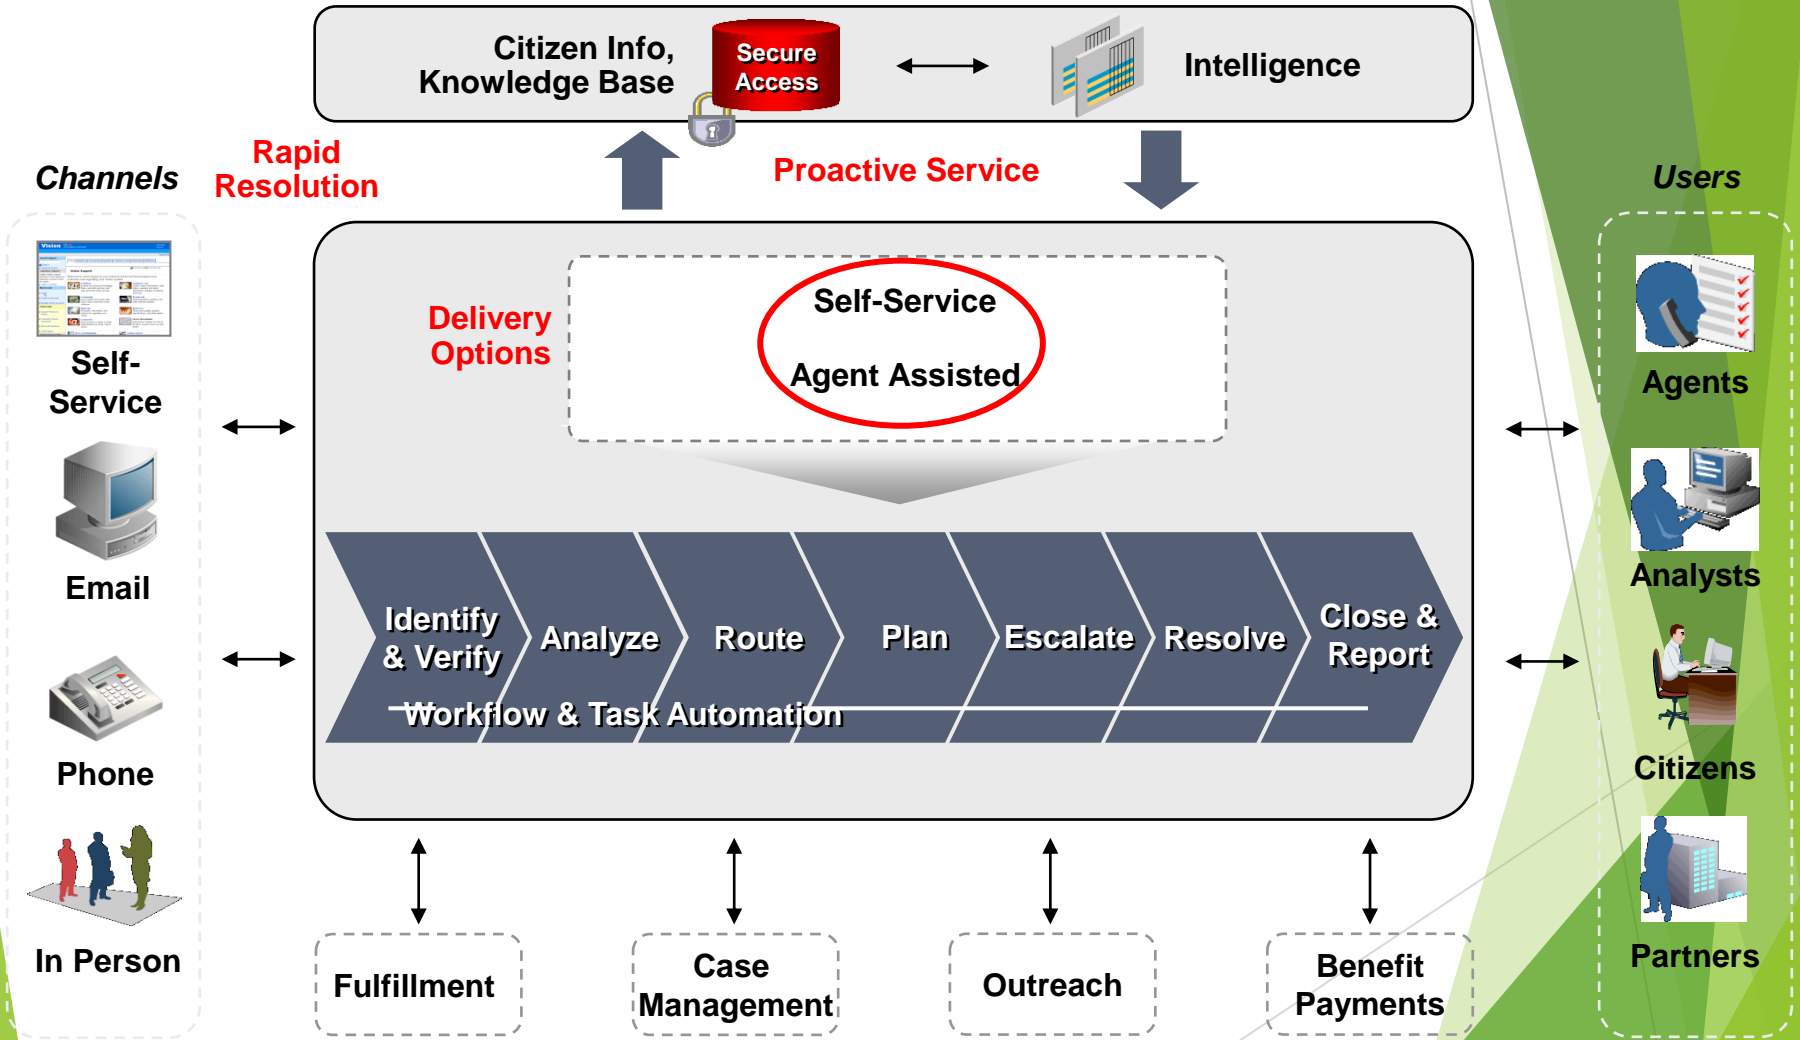 Citizen Info,
Knowledge Base
Secure
Access
Intelligence
Rapid
Resolution
Proactive Service
Channels
Users
Vision
Self-
Service
Email
Phone
In Person
Delivery
Options
Self-Service
Agent Assisted
Identify
& Verify
Analyze
Route
Plan
Escalate
Resolve
Close &
Report
Workflow & Task Automation
Agents
Analysts
Citizens
Partners
Fulfillment
Case
Management
Outreach
Benefit
Payments